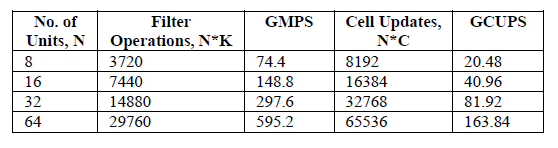 No. of Units, N | Filter Operations, N*K | GMPS | Cell Updates, N*C | GCUPS
8 | 3720 | 74.4 | 8192 | 20.48
16 | 7440 | 148.8 | 16384 | 40.96
32 | 14880 | 297.6 | 32768 | 81.92
64 | 29760 | 595.2 | 65536 | 163.84